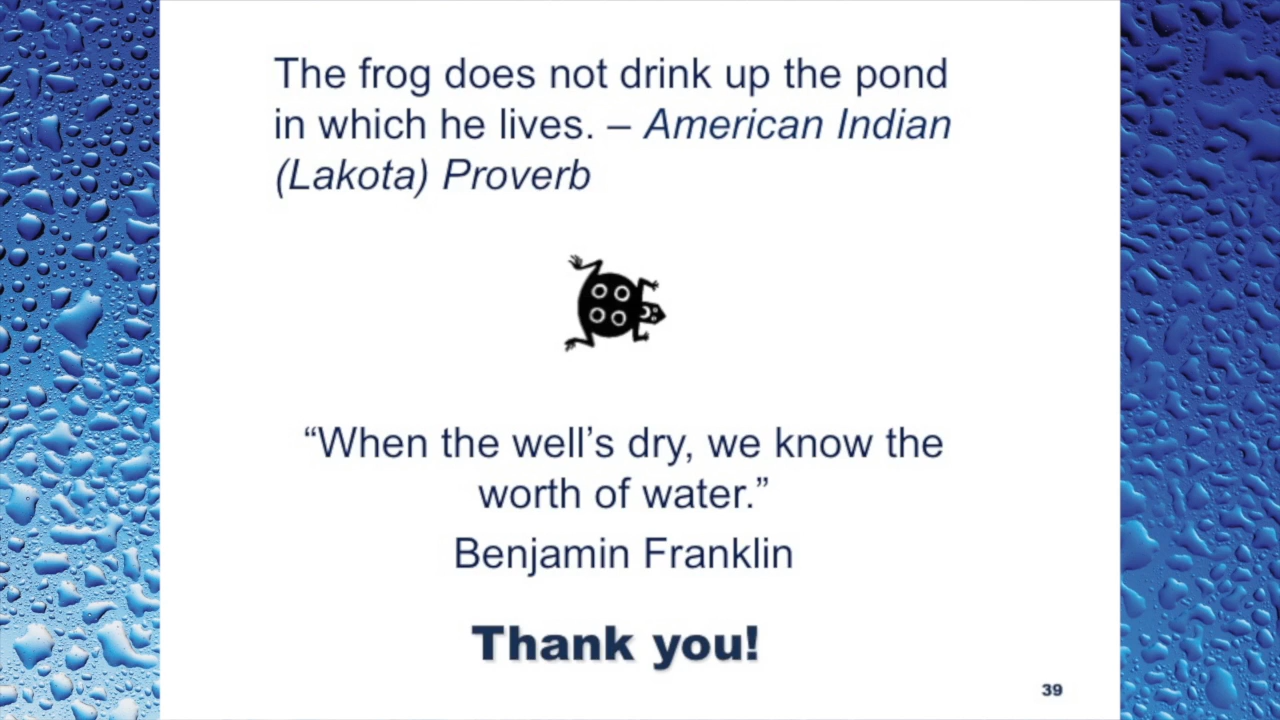 The frog does not drink up the pond
in which he lives. – American Indian
(Lakota) Proverb
“When the well’s dry, we know the
worth of water.”
Benjamin Franklin
Thank you!
39